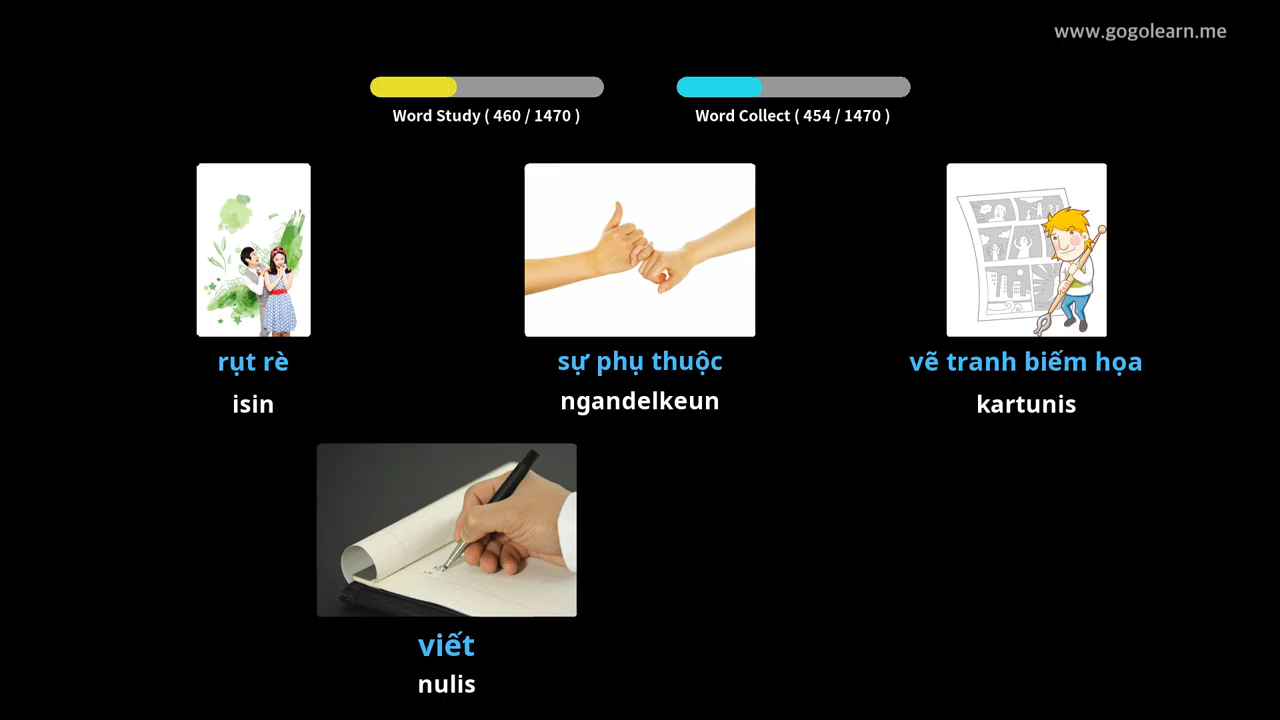 www.gogolearn.me
Word Study ( 460 / 1470 )
Word Collect ( 454 / 1470 )
rụt rè
isin
sự phụ thuộc
ngandelkeun
vẽ tranh biếm họa
kartunis
viết
nulis